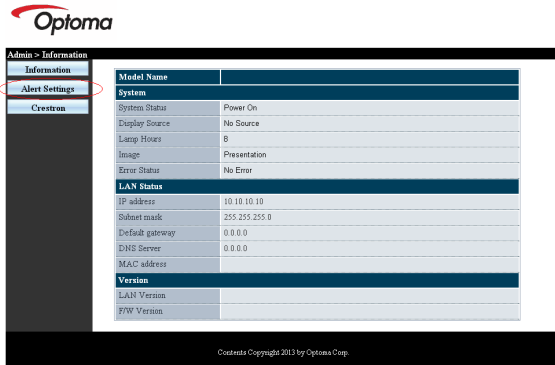 Optoma
Admin > Information
Information
Alert Settings
Crestron
Model Name
System
System Status Power On
Display Source No Source
Lamp Hours B
Image Presentation
Error Status No Error
LAN Status
IP address 10.10.10.10
Subnet mask 255.255.255.0
Default gateway 0.0.0.0
DNS Server 0.0.0.0
MAC address
Version
LAN Version
F/W Version
Contents Copyright 2013 by Optoma Corp.